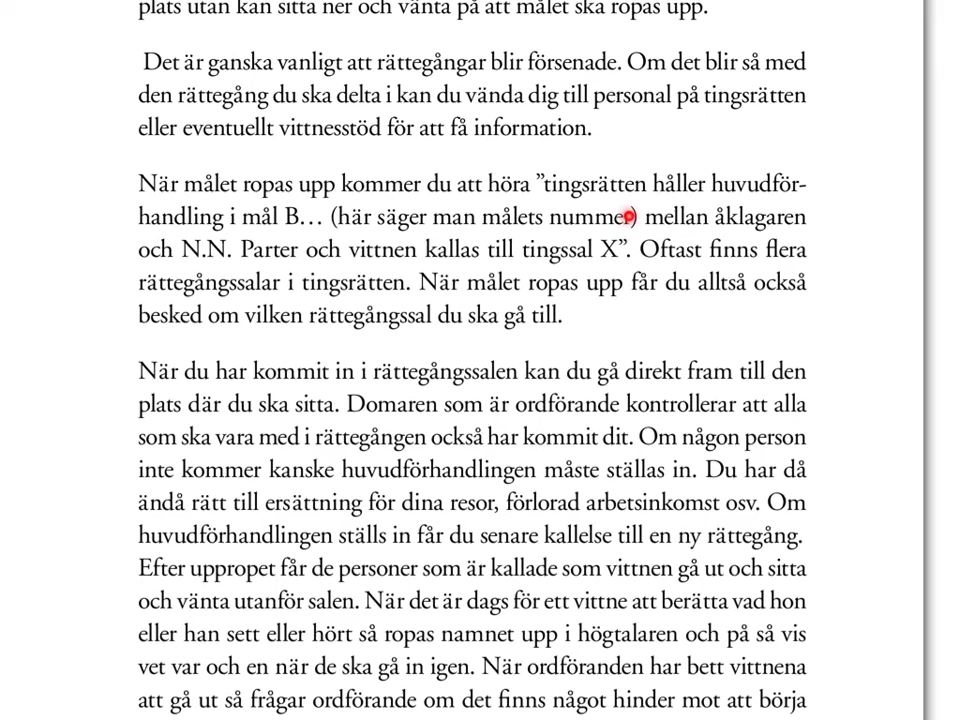 plats utan kan sitta ner och vänta på att målet ska ropas upp.
Det är ganska vanligt att rättegångar blir försenade. Om det blir så med
den rättegång du ska delta i kan du vända dig till personal på tingsrätten
eller eventuellt vittnesstöd för att få information.
När målet ropas upp kommer du att höra ”tingsrätten håller huvudför-
handling i mål B… (här säger man målets nummer) mellan åklagaren
och N.N. Parter och vittnen kallas till tingssal X”. Oftast finns flera
rättegångssalar i tingsrätten. När målet ropas upp får du alltså också
besked om vilken rättegångssal du ska gå till.
När du har kommit in i rättegångssalen kan du gå direkt fram till den
plats där du ska sitta. Domaren som är ordförande kontrollerar att alla
som ska vara med i rättegången också har kommit dit. Om någon person
inte kommer kanske huvudförhandlingen måste ställas in. Du har då
ändå rätt till ersättning för dina resor, förlorad arbetsinkomst osv. Om
huvudförhandlingen ställs in får du senare kallelse till en ny rättegång.
Efter uppropet får de personer som är kallade som vittnen gå ut och sitta
och vänta utanför salen. När det är dags för ett vittne att berätta vad hon
eller han sett eller hört så ropas namnet upp i högtalaren och på så vis
vet var och en när de ska gå in igen. När ordföranden har bett vittnena
att gå ut så frågar ordförande om det finns något hinder mot att börja